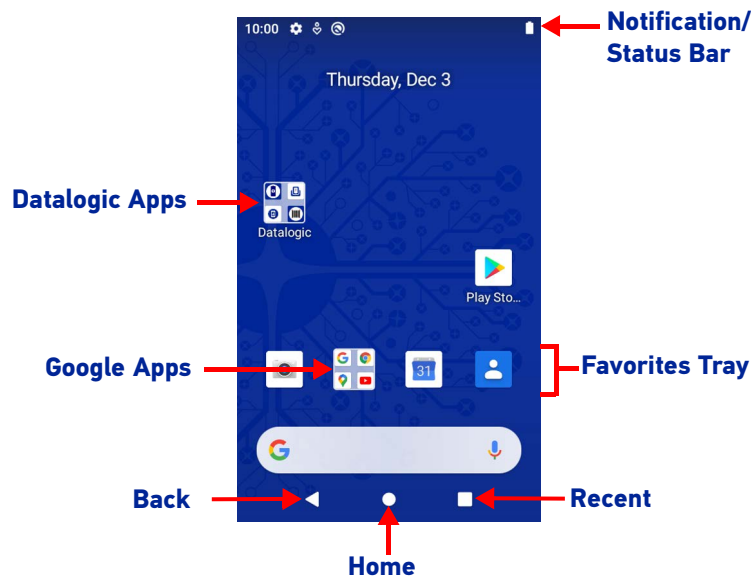 10:00
Notification/
Status Bar
Thursday, Dec 3
Datalogic Apps
Datalogic
Play Sto...
Google Apps
31
Favorites Tray
G
Back
Recent
Home